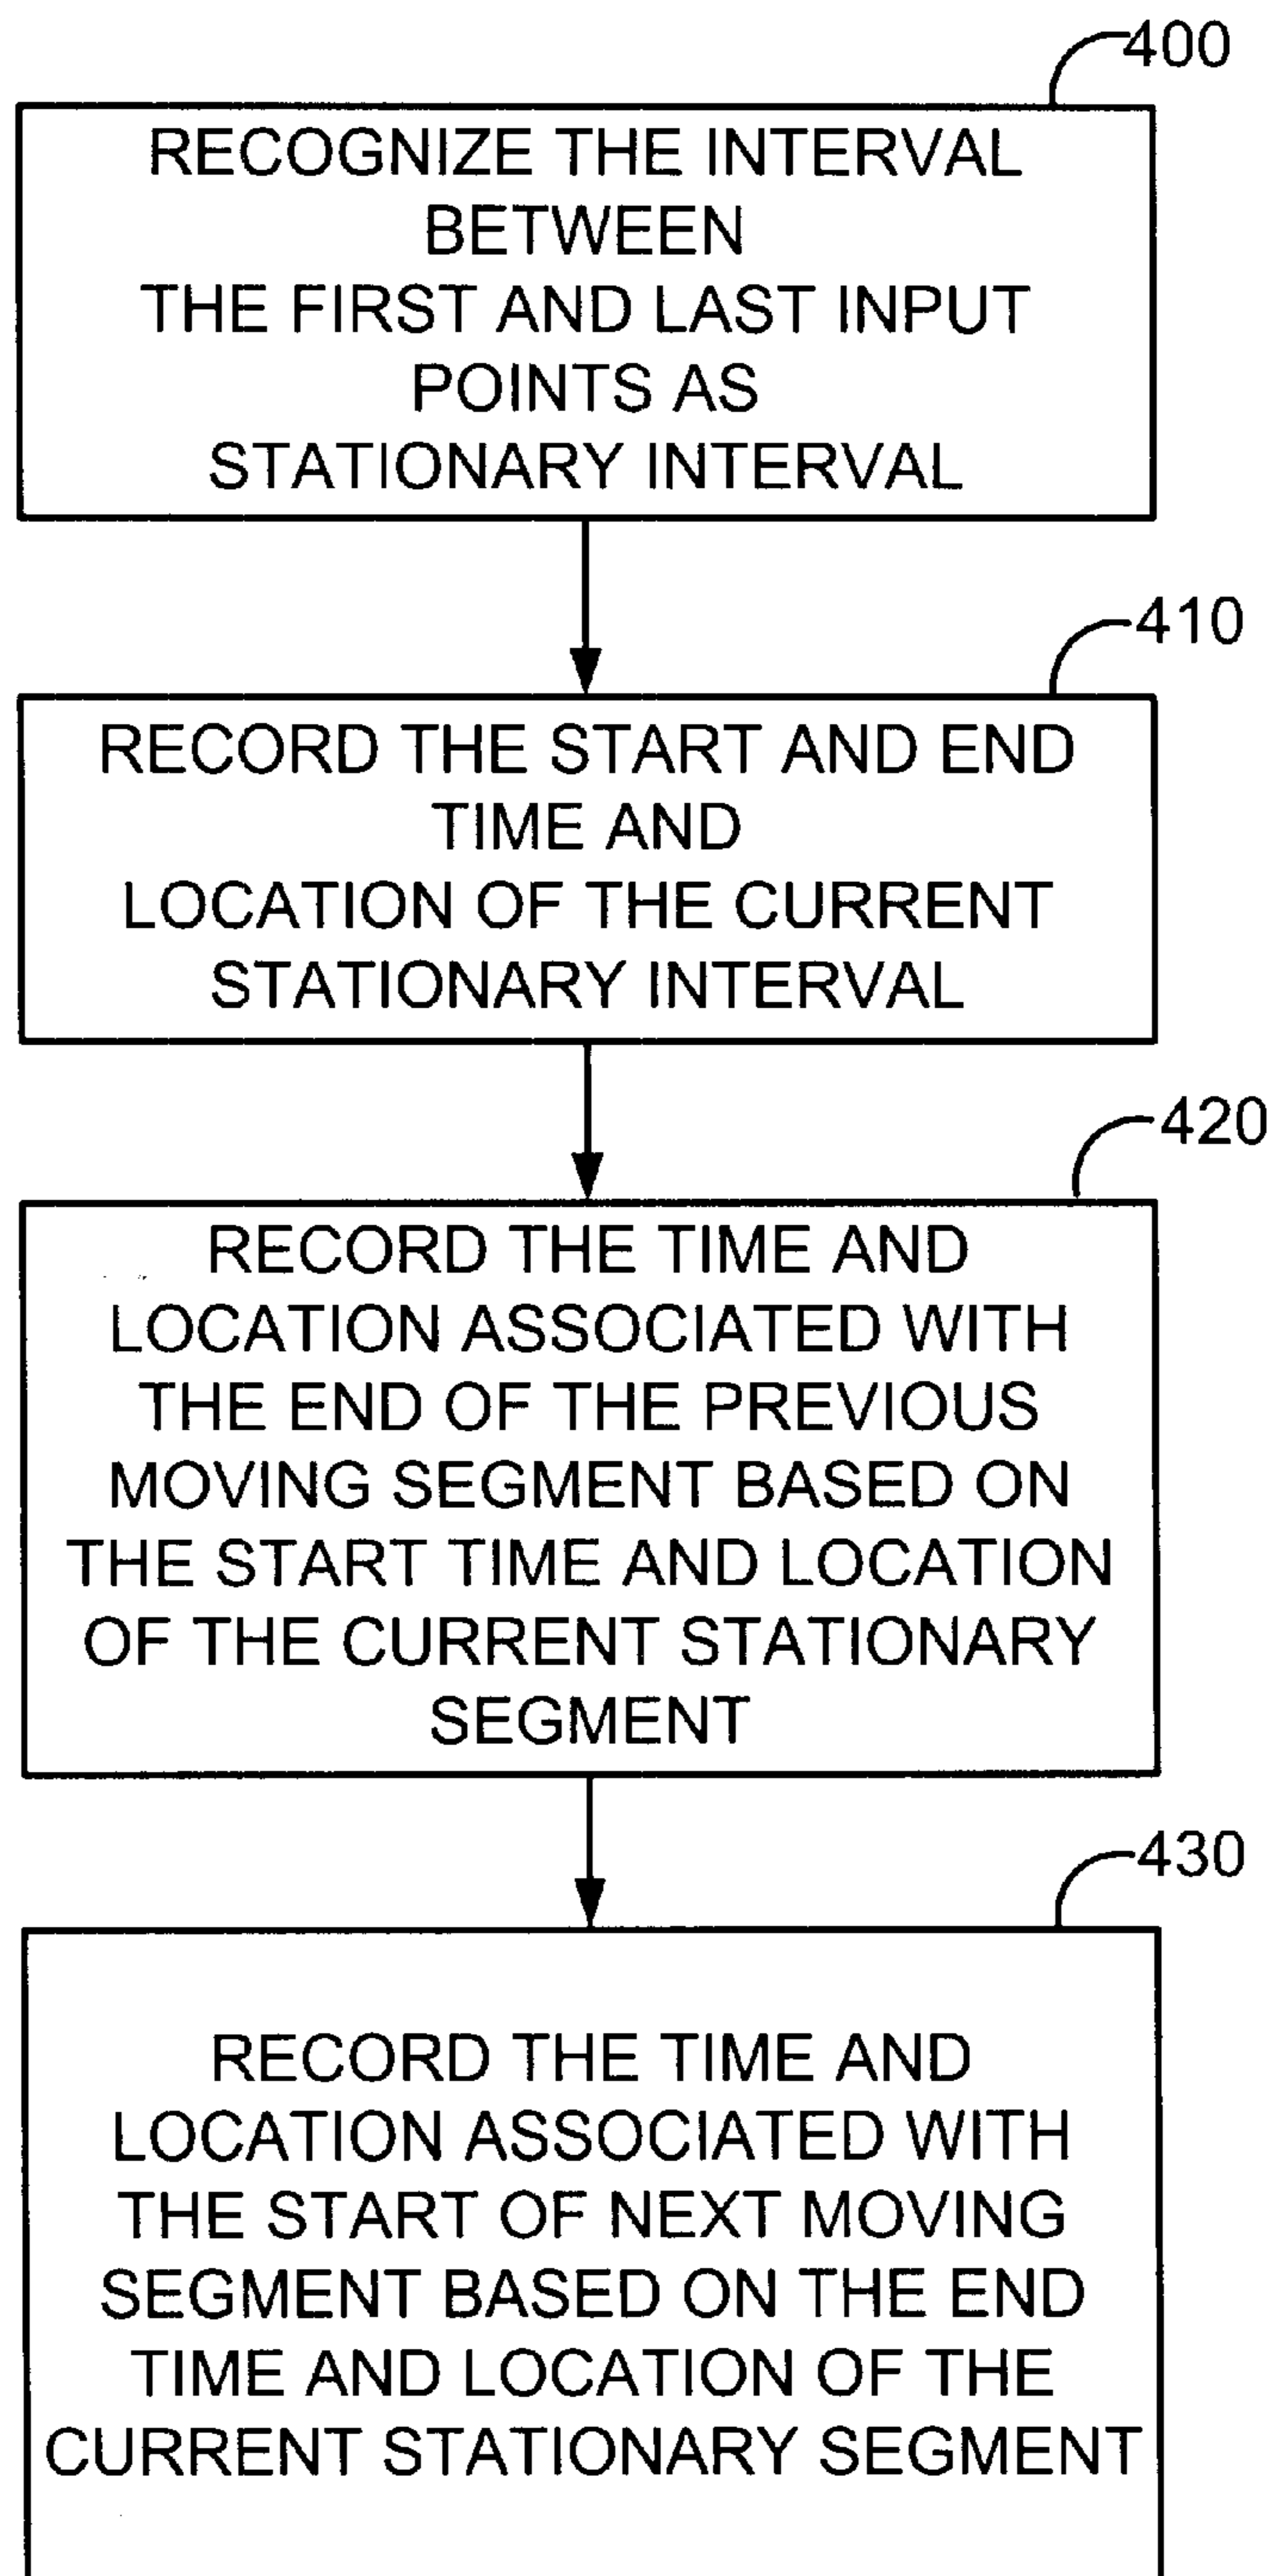 400
RECOGNIZE THE INTERVAL
BETWEEN
THE FIRST AND LAST INPUT
POINTS AS
STATIONARY INTERVAL
410
RECORD THE START AND END
TIME AND
LOCATION OF THE CURRENT
STATIONARY INTERVAL
420
RECORD THE TIME AND
LOCATION ASSOCIATED WITH
THE END OF THE PREVIOUS
MOVING SEGMENT BASED ON
THE START TIME AND LOCATION
OF THE CURRENT STATIONARY
SEGMENT
430
RECORD THE TIME AND
LOCATION ASSOCIATED WITH
THE START OF NEXT MOVING
SEGMENT BASED ON THE END
TIME AND LOCATION OF THE
CURRENT STATIONARY SEGMENT